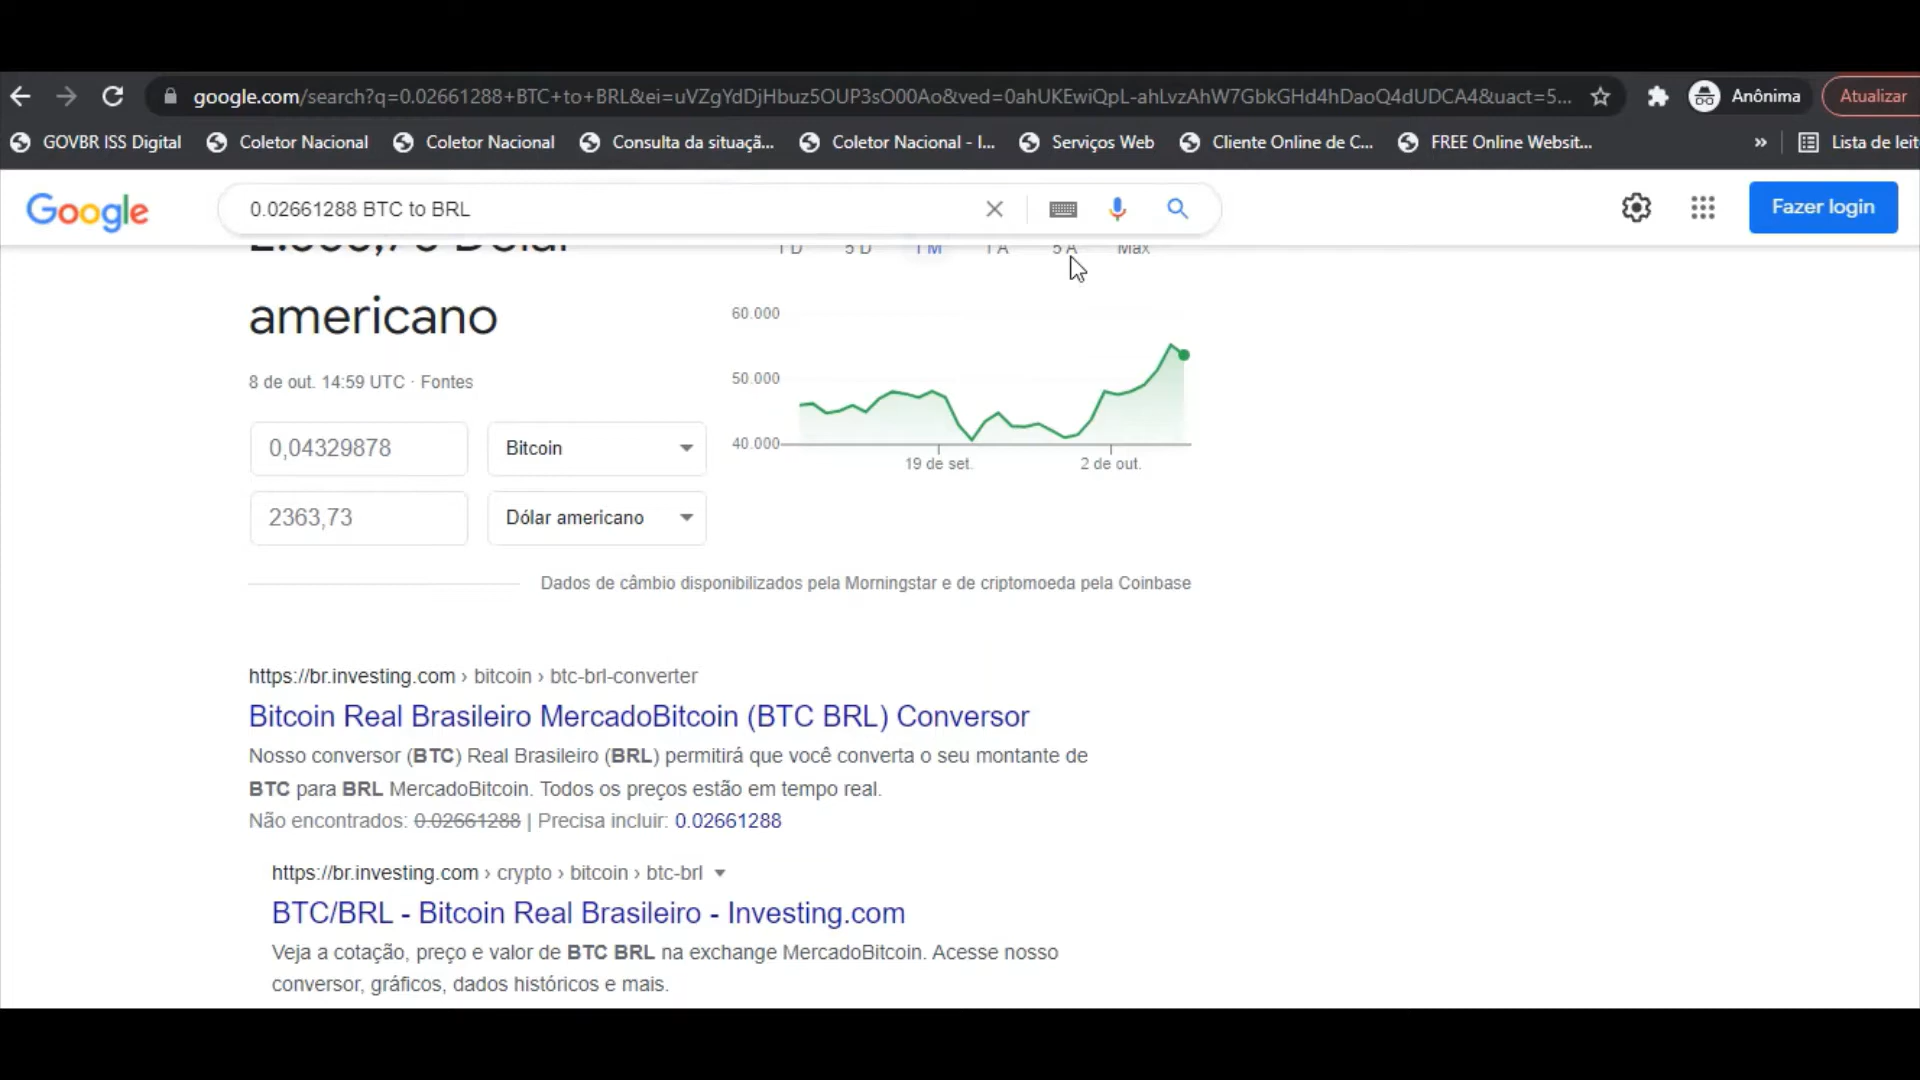 google.com/search?q=0.02661288+BTC+to+BRL&ei=uVZgYdDjHbuz5OUP3sO00Ao&ved=0ahUKEwiQpL-ahLvzAhW7GbkGHd4hDaoQ4dUDCA4&uact=5...
Anônima
Atualizar
GOVBR ISS Digital
Coletor Nacional
Coletor Nacional
Consulta da situaçã...
Coletor Nacional - I...
Serviços Web
Cliente Online de C...
FREE Online Websit...
»
Lista de leit
Google
0.02661288 BTC to BRL
Fazer login
1 D 5 D 1 M 1 A 5 A Máx
americano
8 de out. 14:59 UTC · Fontes
0,04329878
Bitcoin
2363,73
Dólar americano
60.000
50.000
40.000
19 de set.
2 de out.
Dados de câmbio disponibilizados pela Morningstar e de criptomoeda pela Coinbase
https://br.investing.com › bitcoin › btc-brl-converter
Bitcoin Real Brasileiro MercadoBitcoin (BTC BRL) Conversor
Nosso conversor (BTC) Real Brasileiro (BRL) permitirá que você converta o seu montante de
BTC para BRL MercadoBitcoin. Todos os preços estão em tempo real.
Não encontrados: 0.02661288 | Precisa incluir: 0.02661288
https://br.investing.com › crypto › bitcoin › btc-brl
BTC/BRL - Bitcoin Real Brasileiro - Investing.com
Veja a cotação, preço e valor de BTC BRL na exchange MercadoBitcoin. Acesse nosso
conversor, gráficos, dados históricos e mais.